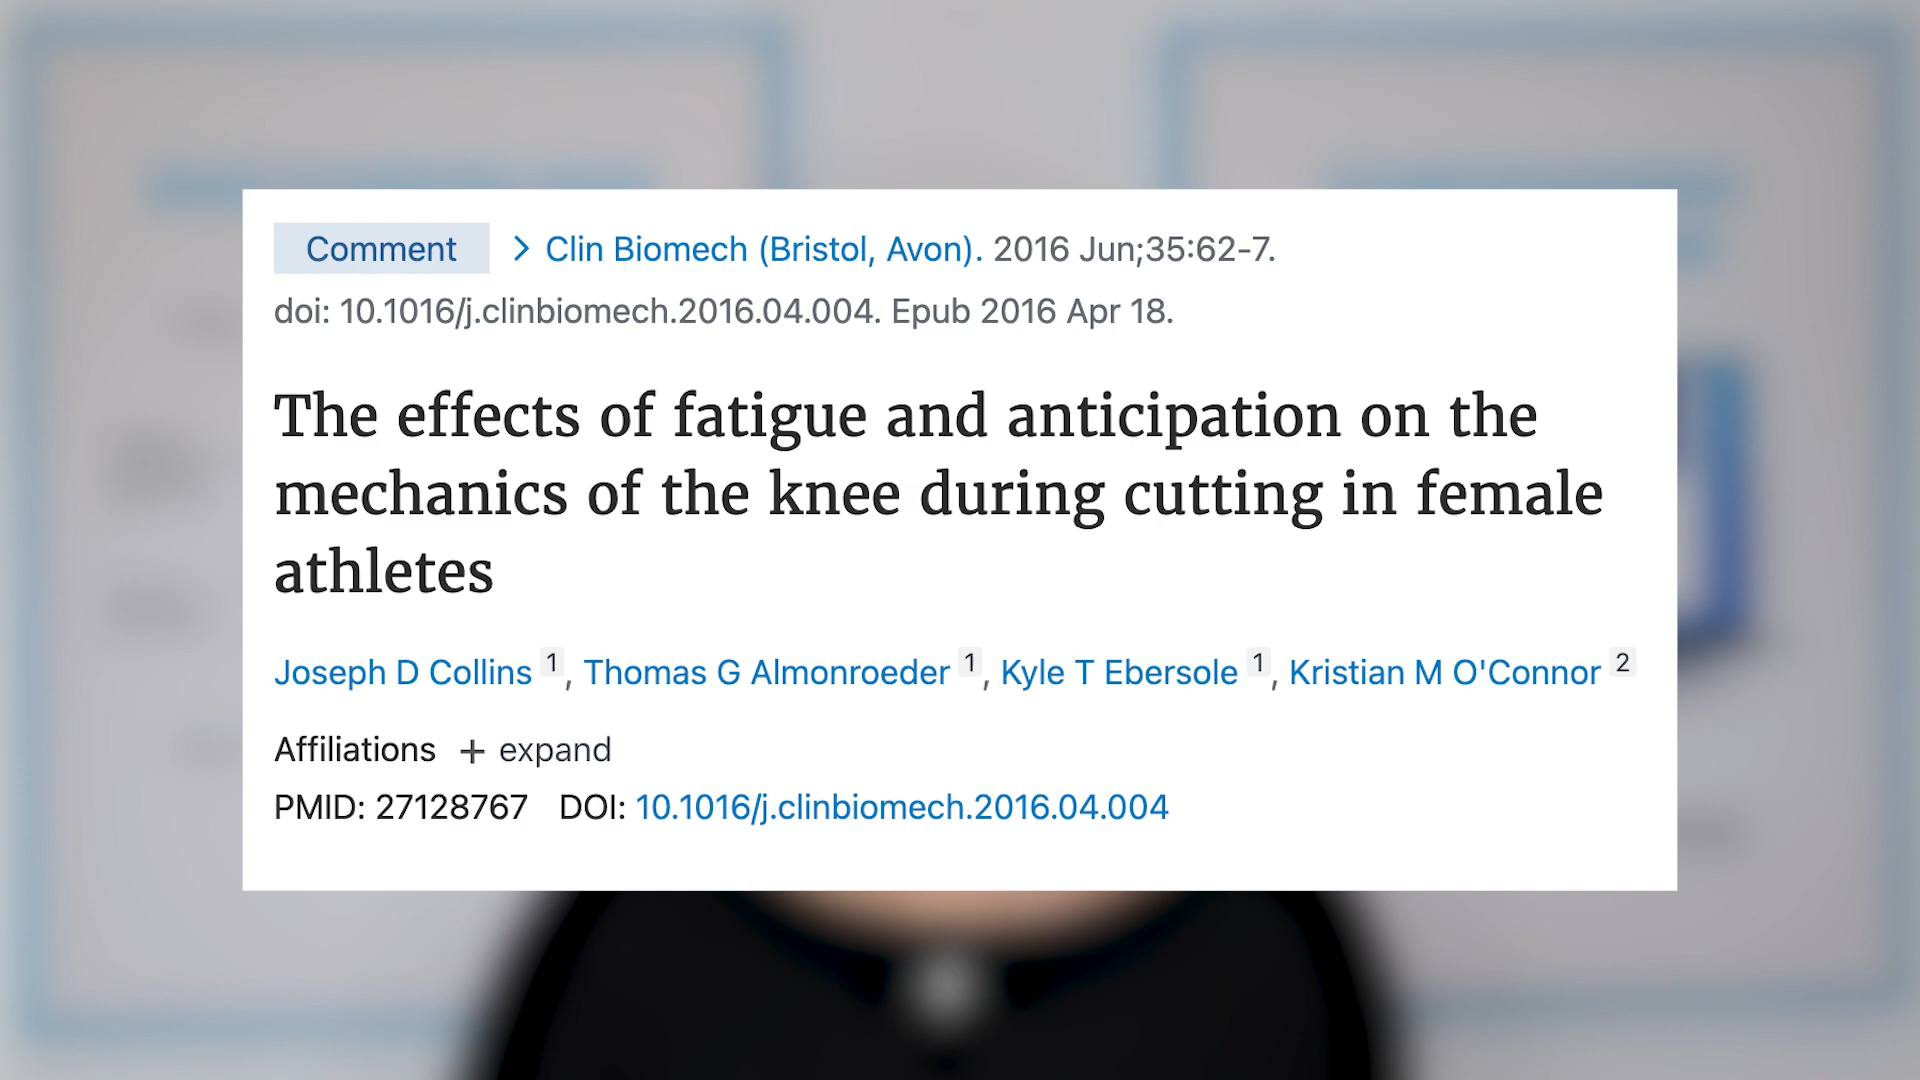 Comment > Clin Biomech (Bristol, Avon). 2016 Jun;35:62-7.
doi: 10.1016/j.clinbiomech.2016.04.004. Epub 2016 Apr 18.
The effects of fatigue and anticipation on the
mechanics of the knee during cutting in female
athletes
Joseph D Collins 1, Thomas G Almonroeder 1, Kyle T Ebersole 1, Kristian M O'Connor 2
Affiliations + expand
PMID: 27128767 DOI: 10.1016/j.clinbiomech.2016.04.004